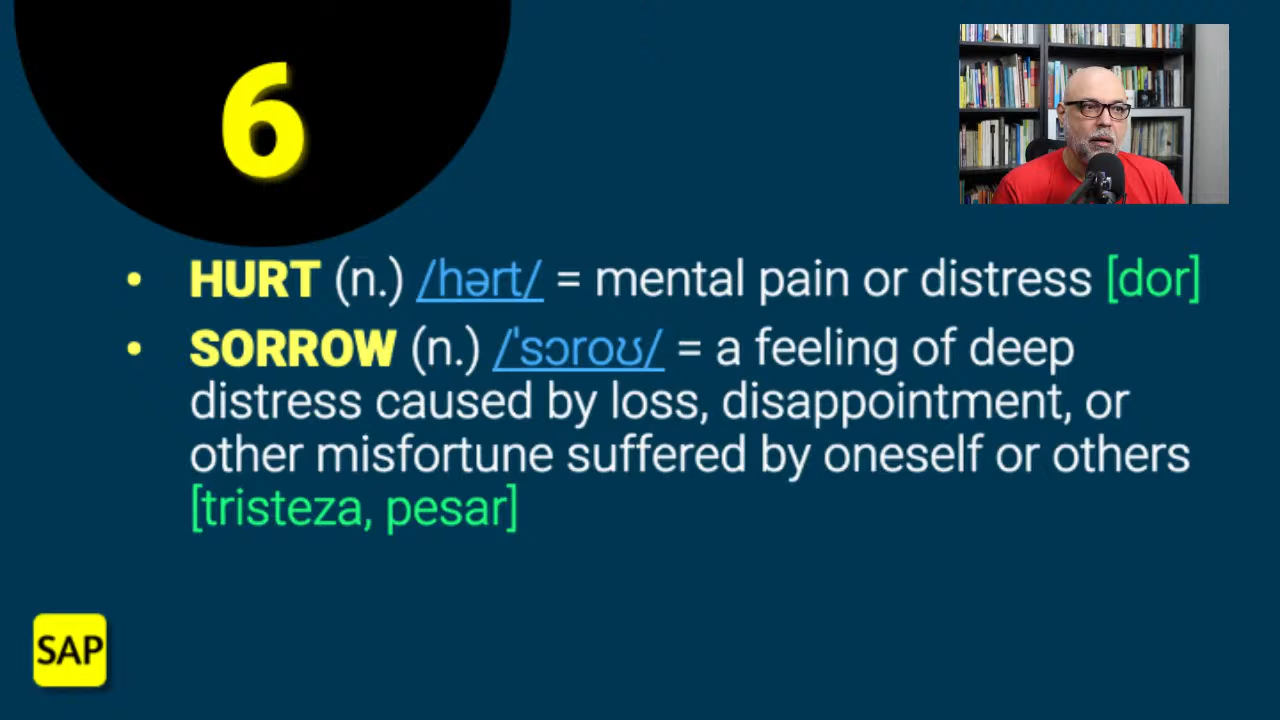 6
• HURT (n.) /hərt/ = mental pain or distress [dor]
• SORROW (n.) /ˈsɔroʊ/ = a feeling of deep
distress caused by loss, disappointment, or
other misfortune suffered by oneself or others
[tristeza, pesar]
SAP